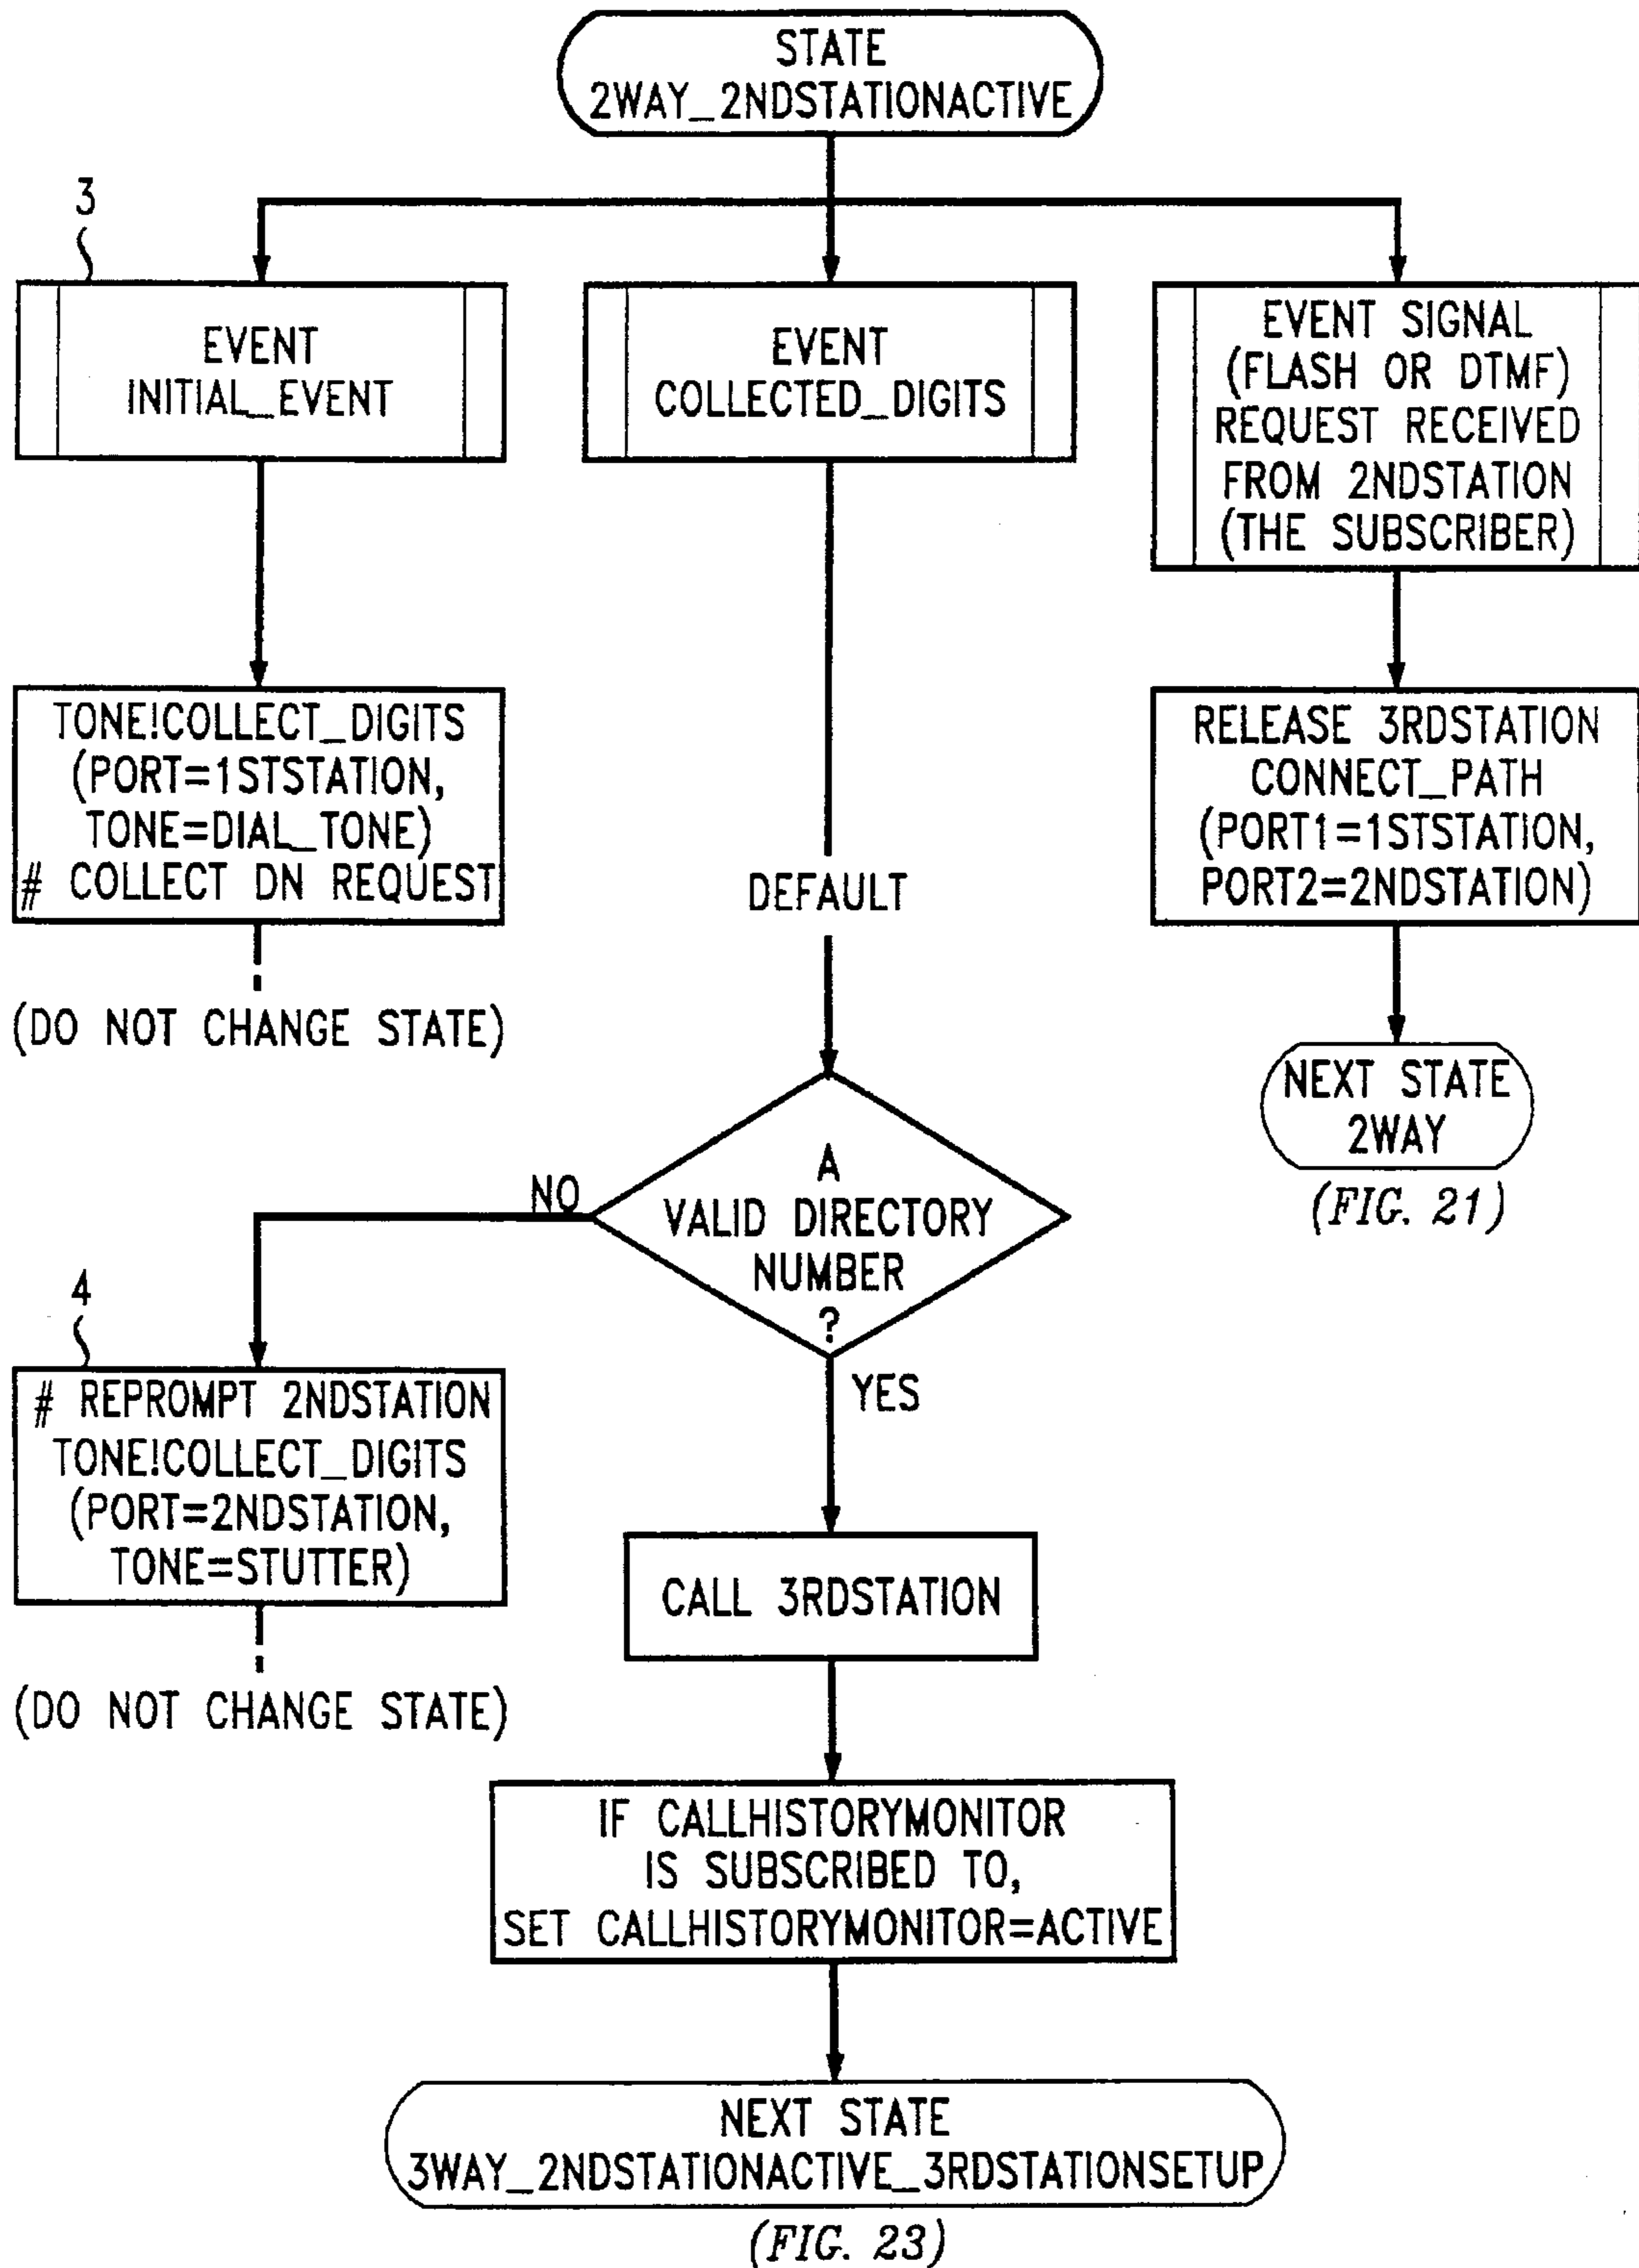 STATE
2WAY_2NDSTATIONACTIVE
3
EVENT
INITIAL_EVENT
EVENT
COLLECTED_DIGITS
EVENT SIGNAL
(FLASH OR DTMF)
REQUEST RECEIVED
FROM 2NDSTATION
(THE SUBSCRIBER)
TONE!COLLECT_DIGITS
(PORT=1STSTATION,
TONE=DIAL_TONE)
# COLLECT DN REQUEST
(DO NOT CHANGE STATE)
DEFAULT
RELEASE 3RDSTATION
CONNECT_PATH
(PORT1=1STSTATION,
PORT2=2NDSTATION)
NEXT STATE
2WAY
(FIG. 21)
A
VALID DIRECTORY
NUMBER
?
NO
YES
4
# REPROMPT 2NDSTATION
TONE!COLLECT_DIGITS
(PORT=2NDSTATION,
TONE=STUTTER)
(DO NOT CHANGE STATE)
CALL 3RDSTATION
IF CALLHISTORYMONITOR
IS SUBSCRIBED TO,
SET CALLHISTORYMONITOR=ACTIVE
NEXT STATE
3WAY_2NDSTATIONACTIVE_3RDSTATIONSETUP
(FIG. 23)